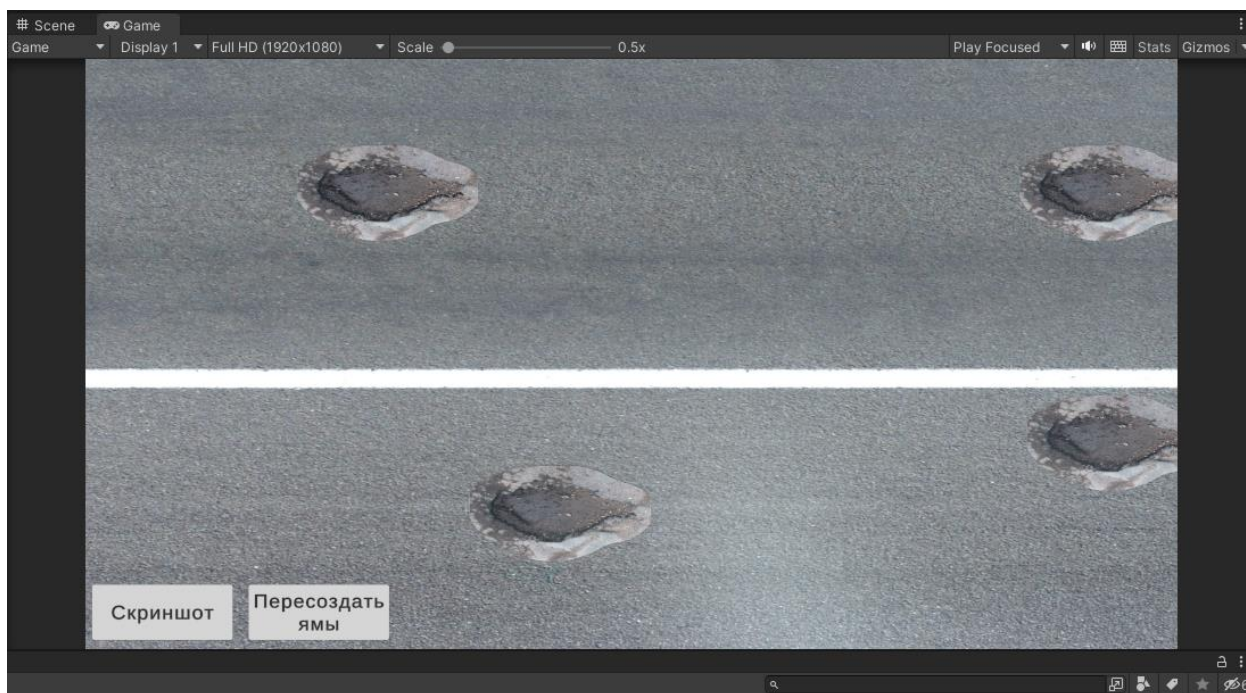 Scene Game
Game Display 1 Full HD (1920x1080) Scale 0.5x Play Focused Stats Gizmos
Скриншот
Пересоздать
ямы